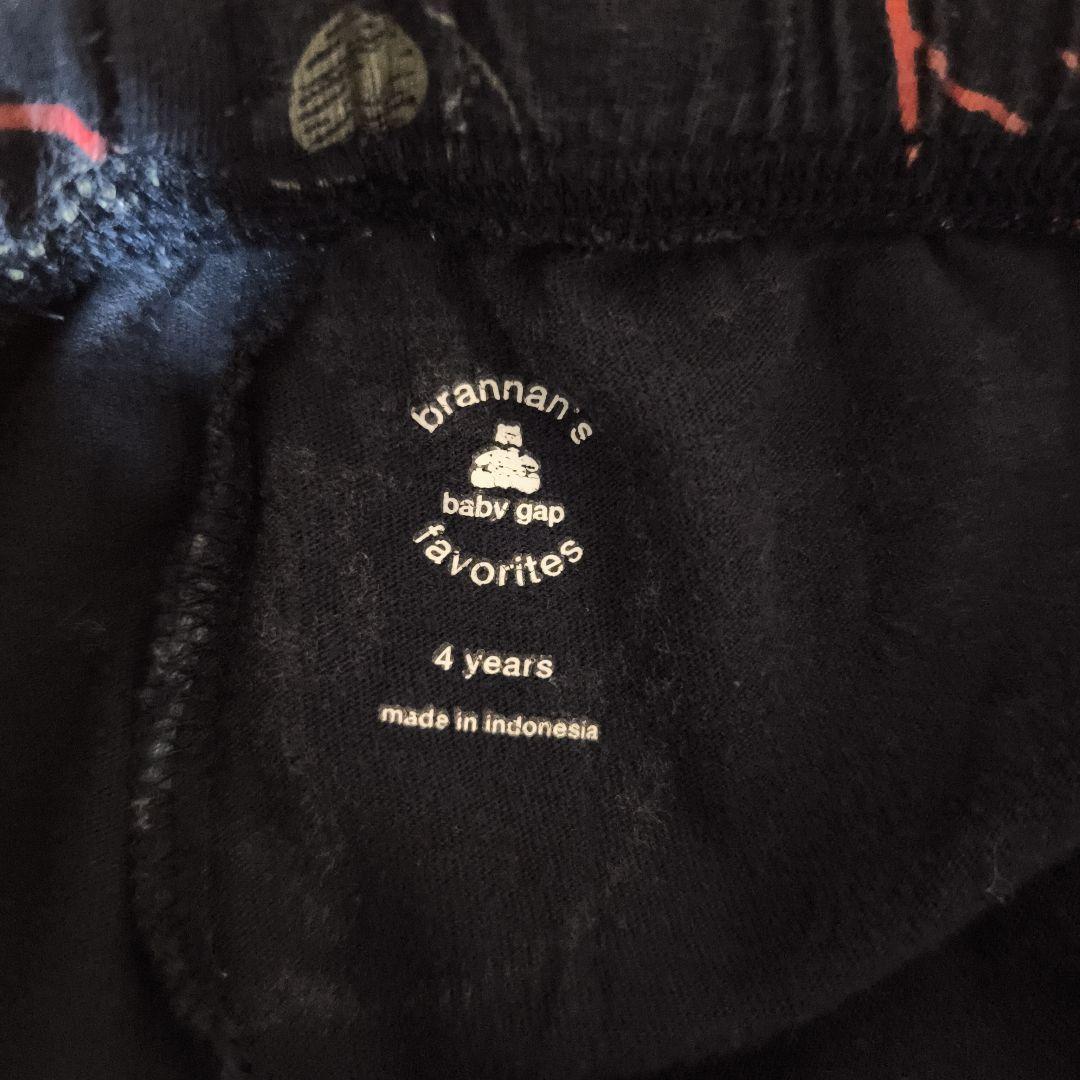 brannan's
baby gap
favorites
4 years
made in indonesia